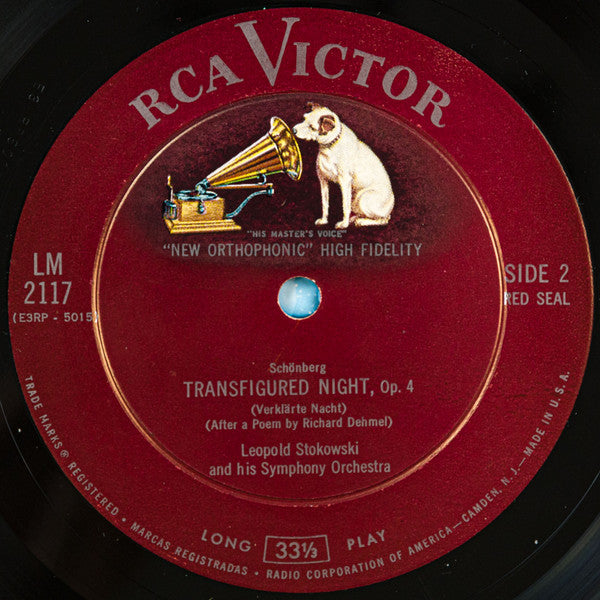 RCA VICTOR
"HIS MASTER'S VOICE"
"NEW ORTHOPHONIC" HIGH FIDELITY
LM
2117
(E3RP - 5015)
SIDE 2
RED SEAL
Schönberg
TRANSFIGURED NIGHT, Op. 4
(Verklärte Nacht)
(After a Poem by Richard Dehmel)
Leopold Stokowski
and his Symphony Orchestra
LONG 33⅓ PLAY
TRADE MARKS® REGISTERED • MARCAS REGISTRADAS • RADIO CORPORATION OF AMERICA—CAMDEN, N. J.—MADE IN U. S. A.